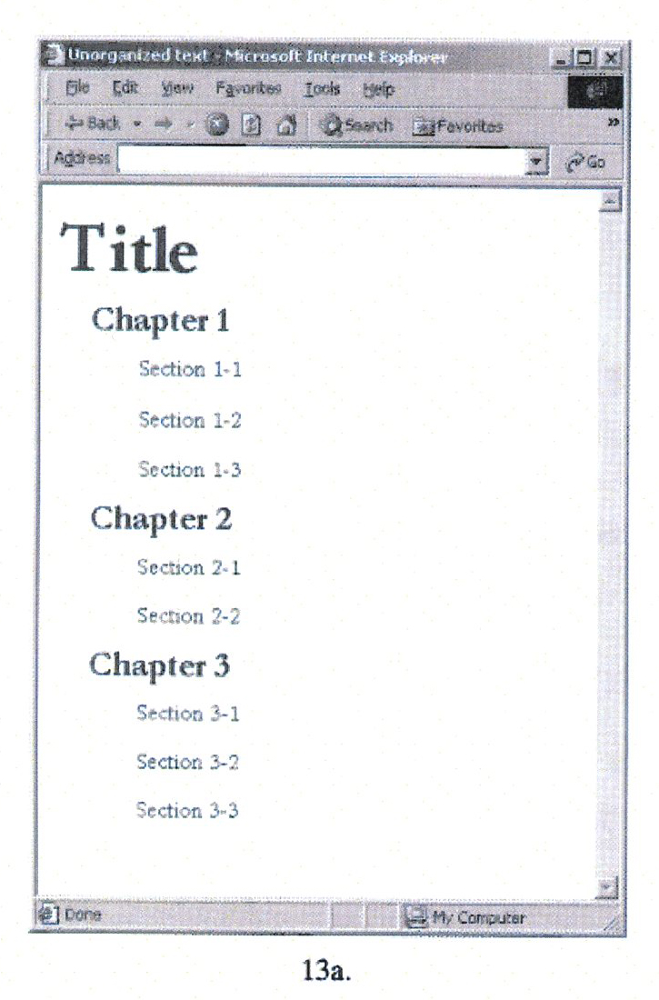 Unorganized text - Microsoft Internet Explorer
File Edit View Favorites Tools Help
Back Search Favorites »
Address Go
Title
Chapter 1
Section 1-1
Section 1-2
Section 1-3
Chapter 2
Section 2-1
Section 2-2
Chapter 3
Section 3-1
Section 3-2
Section 3-3
Done My Computer
13a.